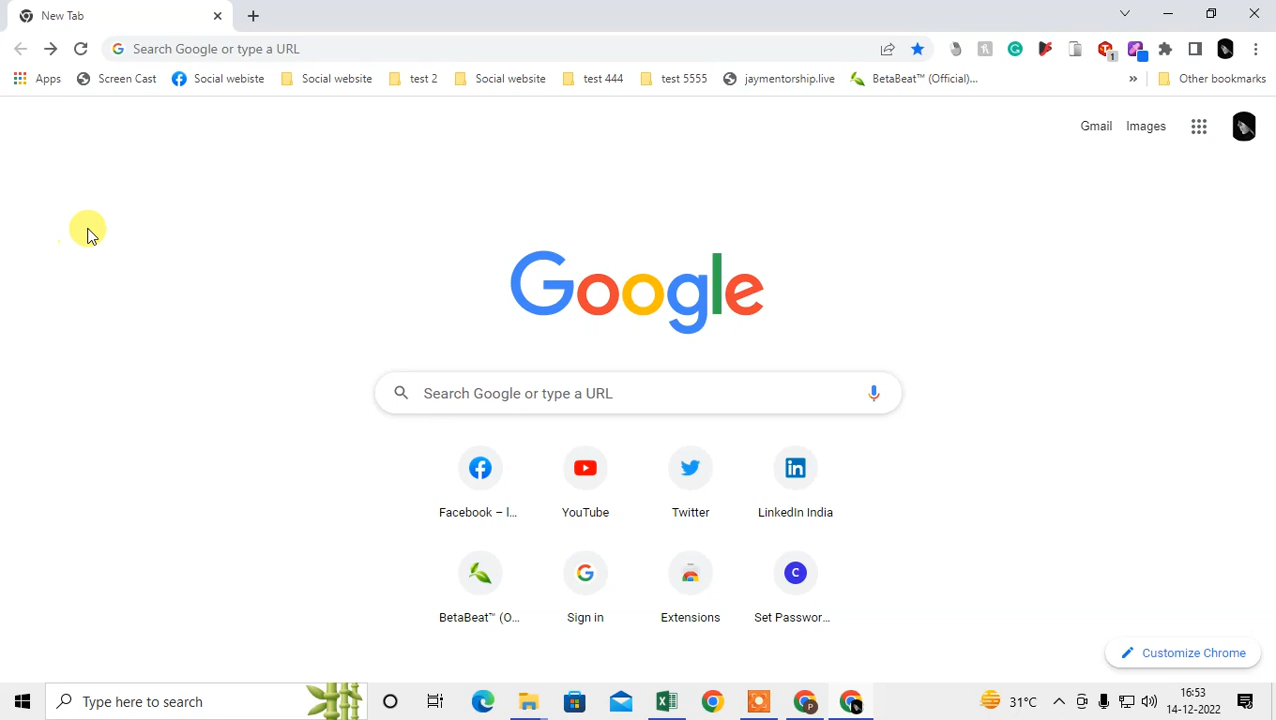 New Tab
Search Google or type a URL
Apps Screen Cast Social webiste Social website test 2 Social website test 444 test 5555 jaymentorship.live BetaBeat™ (Official)... » Other bookmarks
Gmail Images
Google
Search Google or type a URL
Facebook – l... YouTube Twitter LinkedIn India
BetaBeat™ (O... Sign in Extensions Set Passwor...
Customize Chrome
Type here to search 31°C 16:53
14-12-2022